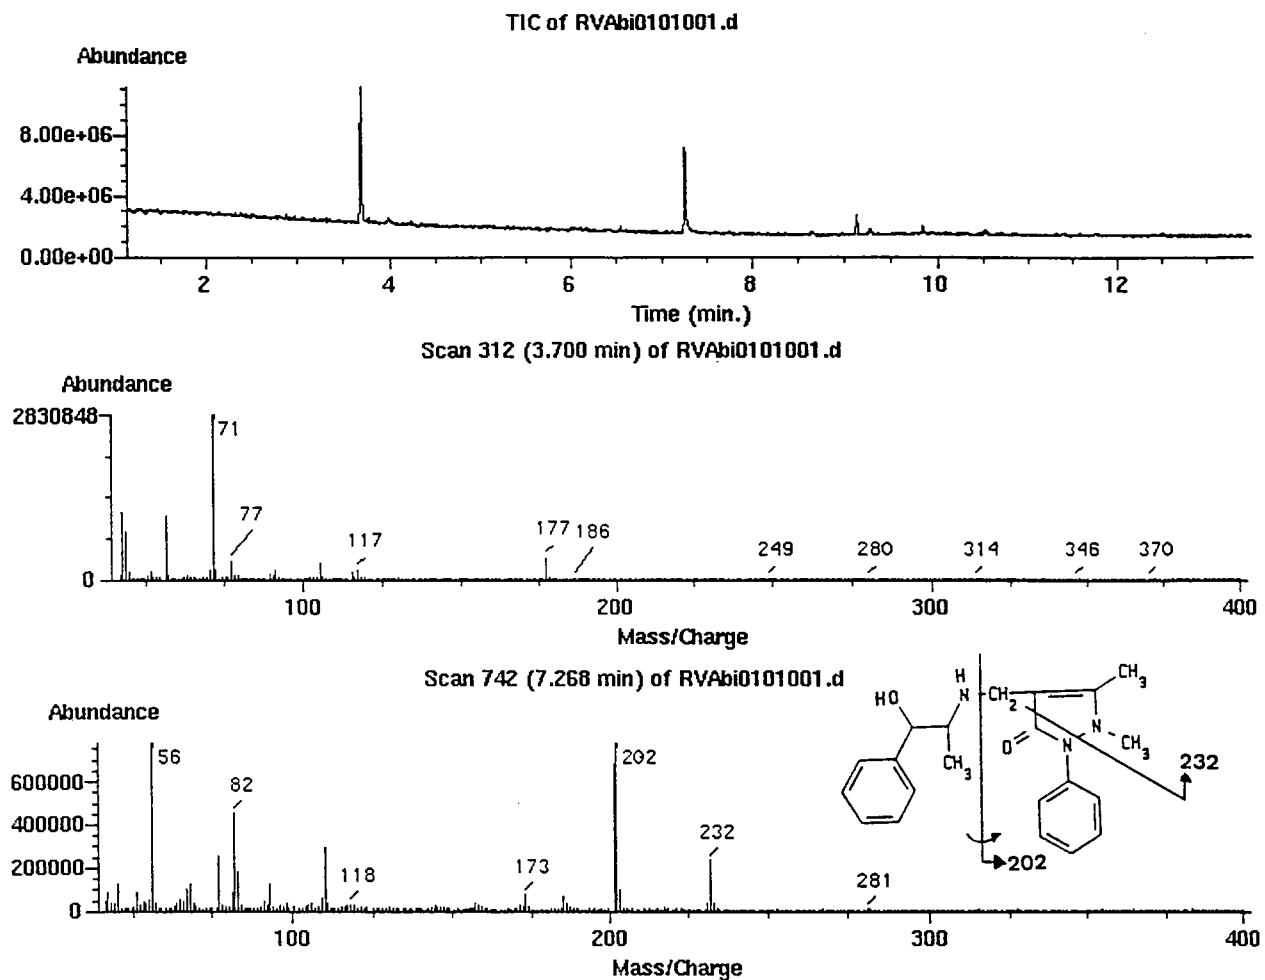 TIC of RVAbi0101001.d
Abundance
8.00e+06
4.00e+06
0.00e+00
2 4 6 8 10 12
Time (min.)
Scan 312 (3.700 min) of RVAbi0101001.d
Abundance
2830848
71
77
117
177 186
249 280 314 346 370
0
100 200 300 400
Mass/Charge
Scan 742 (7.268 min) of RVAbi0101001.d
Abundance
600000
400000
200000
0
56
82
118
173
202
232
281
H
N
HO
CH2
CH3
CH3
O
N
N
CH3
232
202
100 200 300 400
Mass/Charge